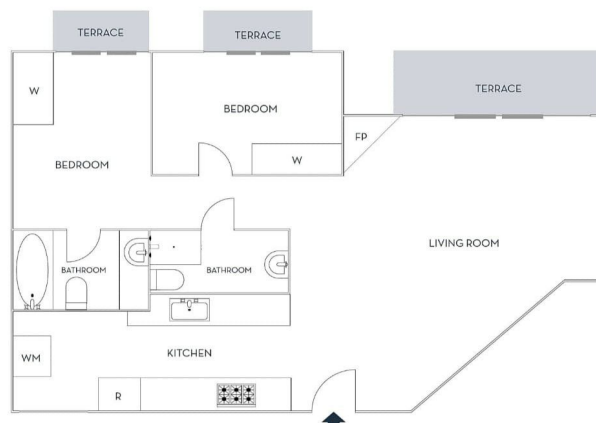 TERRACE
TERRACE
TERRACE
W
BEDROOM
FP
BEDROOM
W
LIVING ROOM
BATHROOM
BATHROOM
KITCHEN
WM
R